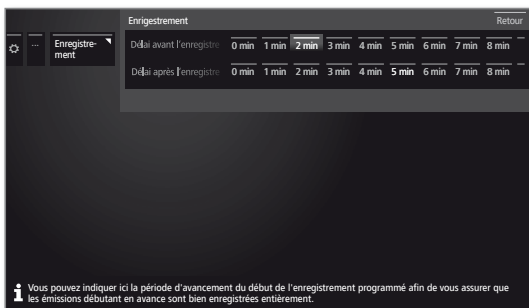 Enrigestrement Retour
... Enregistre-
ment
Délai avant l'enregistre 0 min 1 min 2 min 3 min 4 min 5 min 6 min 7 min 8 min
Délai après l'enregistre 0 min 1 min 2 min 3 min 4 min 5 min 6 min 7 min 8 min
Vous pouvez indiquer ici la période d'avancement du début de l'enregistrement programmé afin de vous assurer que
les émissions débutant en avance sont bien enregistrées entièrement.